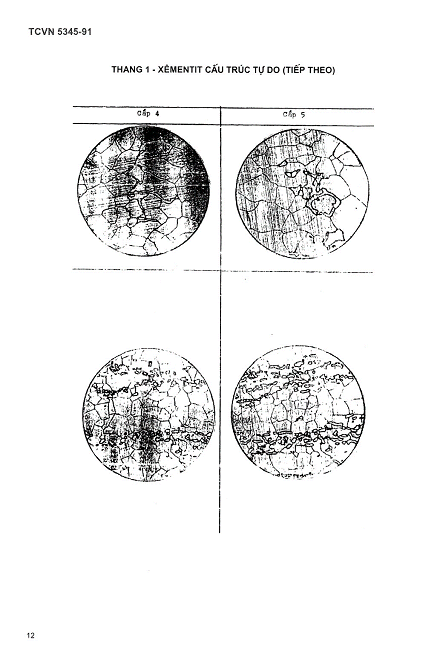 TCVN 5345-91
THANG 1 - XÊMENTIT CẤU TRÚC TỰ DO (TIẾP THEO)
Cấp 4
Cấp 5
12